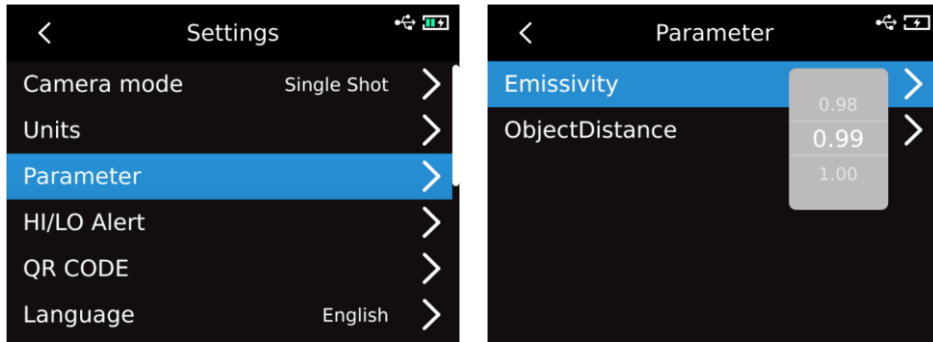 Settings
Camera mode Single Shot
Units
Parameter
HI/LO Alert
QR CODE
Language English
Parameter
Emissivity
0.98
ObjectDistance 0.99
1.00